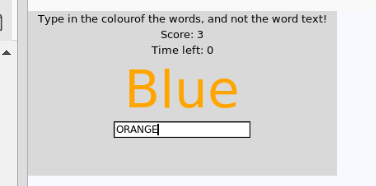 Type in the colourof the words, and not the word text!
Score: 3
Time left: 0
Blue
ORANGE